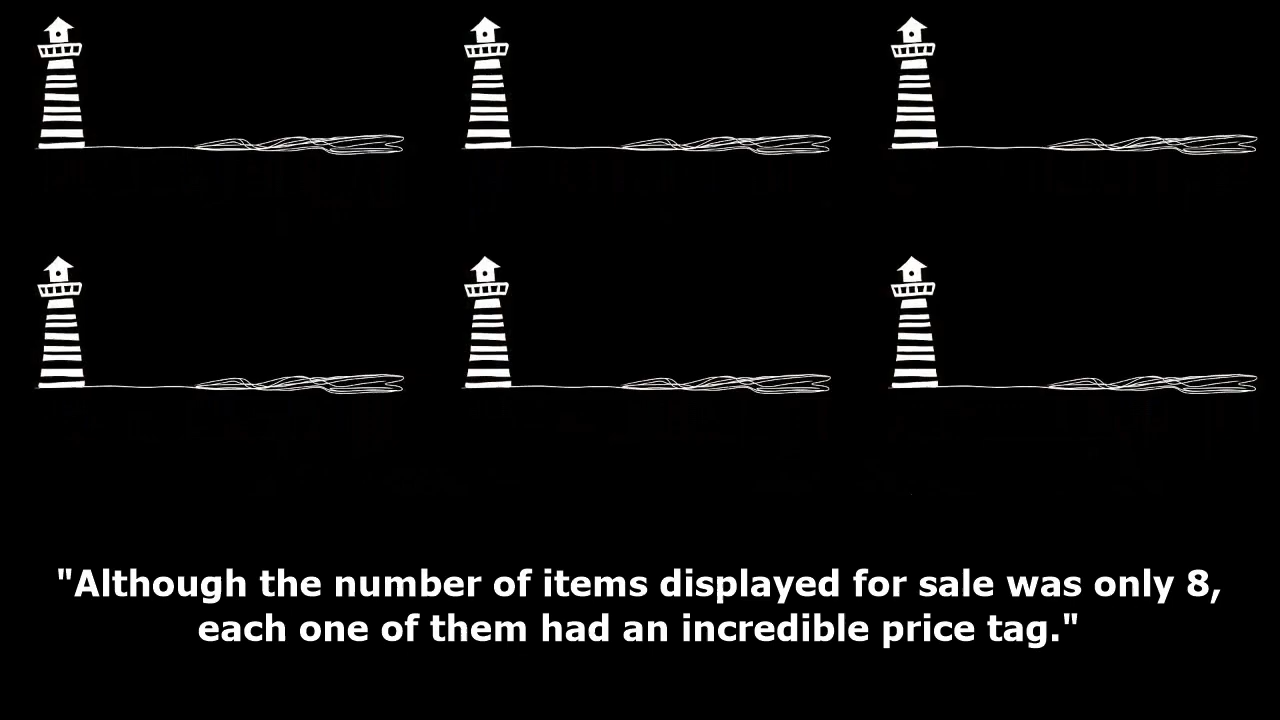 "Although the number of items displayed for sale was only 8,
each one of them had an incredible price tag."